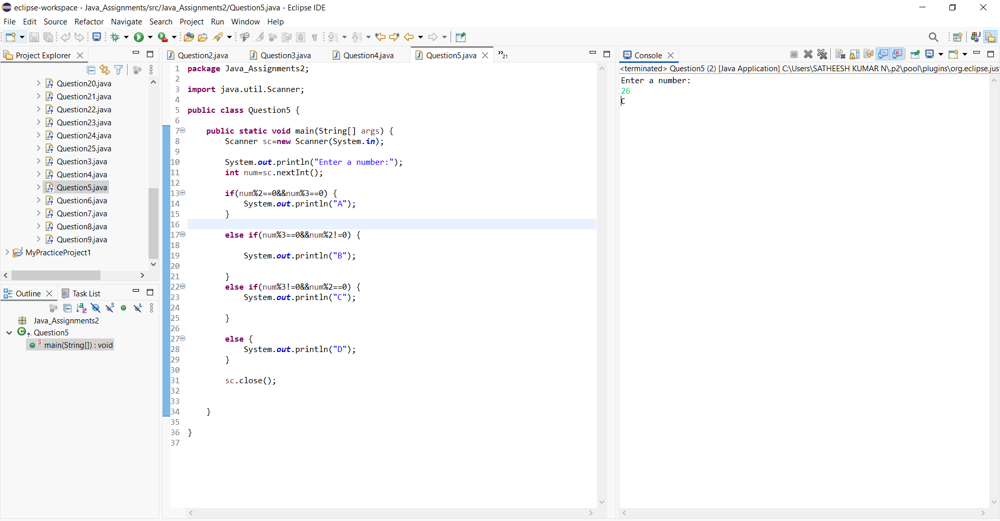 eclipse-workspace - Java_Assignments/src/Java_Assignments2/Question5.java - Eclipse IDE
File Edit Source Refactor Navigate Search Project Run Window Help
Project Explorer
Question20.java
Question21.java
Question22.java
Question23.java
Question24.java
Question25.java
Question3.java
Question4.java
Question5.java
Question6.java
Question7.java
Question8.java
Question9.java
MyPracticeProject1
Outline Task List
Java_Assignments2
Question5
main(String[]) : void
Question2.java Question3.java Question4.java Question5.java 21
1 package Java_Assignments2;
2
3 import java.util.Scanner;
4
5 public class Question5 {
6
7 public static void main(String[] args) {
8 Scanner sc=new Scanner(System.in);
9
10 System.out.println("Enter a number:");
11 int num=sc.nextInt();
12
13 if(num%2==0&&num%3==0) {
14 System.out.println("A");
15 }
16
17 else if(num%3==0&&num%2!=0) {
18
19 System.out.println("B");
20
21 }
22 else if(num%3!=0&&num%2==0) {
23 System.out.println("C");
24
25 }
26
27 else {
28 System.out.println("D");
29 }
30
31 sc.close();
32
33
34 }
35
36 }
37
Console
<terminated> Question5 (2) [Java Application] C:\Users\SATHEESH KUMAR N\.p2\pool\plugins\org.eclipse.jus
Enter a number:
26
C